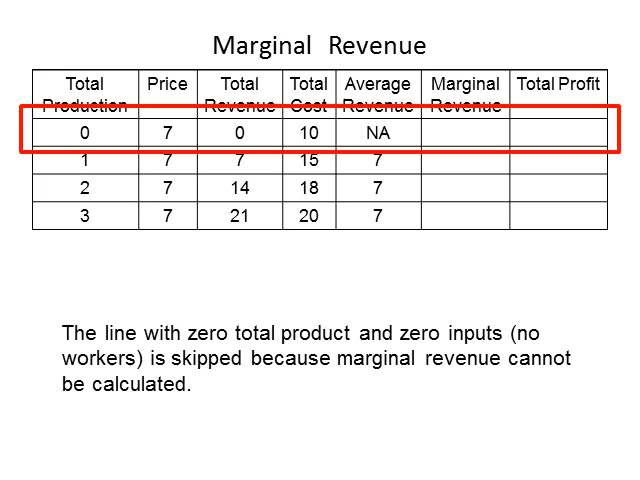 Marginal Revenue
Total Production Price Total Revenue Total Cost Average Revenue Marginal Revenue Total Profit
0 7 0 10 NA
1 7 7 15 7
2 7 14 18 7
3 7 21 20 7
The line with zero total product and zero inputs (no
workers) is skipped because marginal revenue cannot
be calculated.